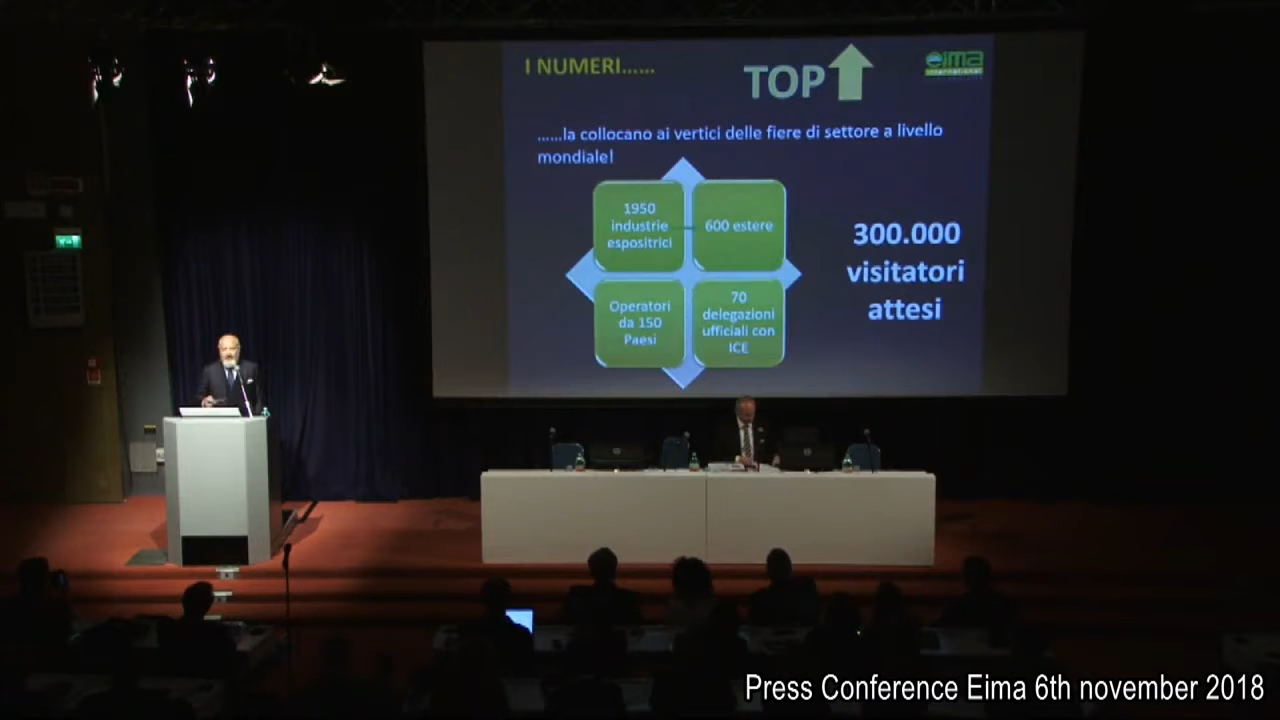 I NUMERI......
TOP
eima
international
......la collocano ai vertici delle fiere di settore a livello
mondiale!
1950
industrie
espositrici
600 estere
Operatori
da 150
Paesi
70
delegazioni
ufficiali con
ICE
300.000
visitatori
attesi
Press Conference Eima 6th november 2018